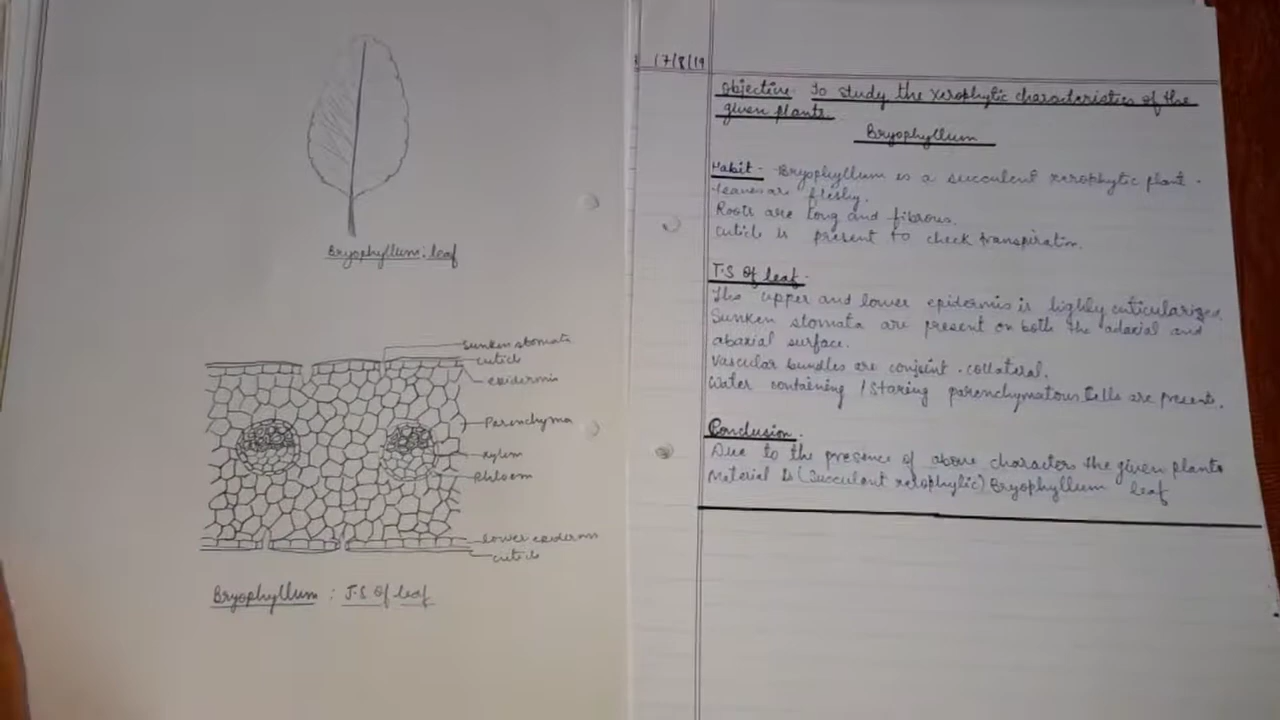 Bryophyllum: leaf
sunken stomata
cuticle
epidermis
Parenchyma
xylem
Phloem
lower epidermis
cuticle
Bryophyllum : T.S Of leaf
17/8/19
Objective: To study the xerophytic characteristics of the
given plants.
Bryophyllum
Habit - Bryophyllum is a succulent xerophytic plant.
leaves are fleshy.
Roots are long and fibrous.
cuticle is present to check transpiration.
T.S Of leaf -
The upper and lower epidermis is highly cuticularized
Sunken stomata are present on both the adaxial and
abaxial surface.
Vascular bundles are conjoint. collateral.
Water containing / Storing parenchymatous cells are present.
Conclusion.
Due to the presence of above characters the given plants
Material is (Succulent xerophytic) Bryophyllum leaf